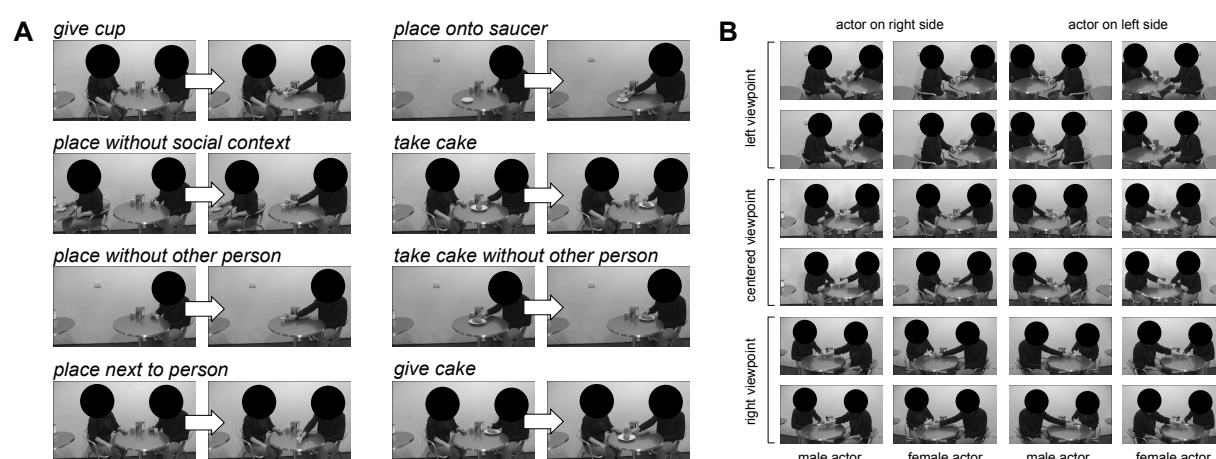 A
give cup
place onto saucer
place without social context
take cake
place without other person
take cake without other person
place next to person
give cake
B
actor on right side
actor on left side
left viewpoint
centered viewpoint
right viewpoint
male actor
female actor
male actor
female actor